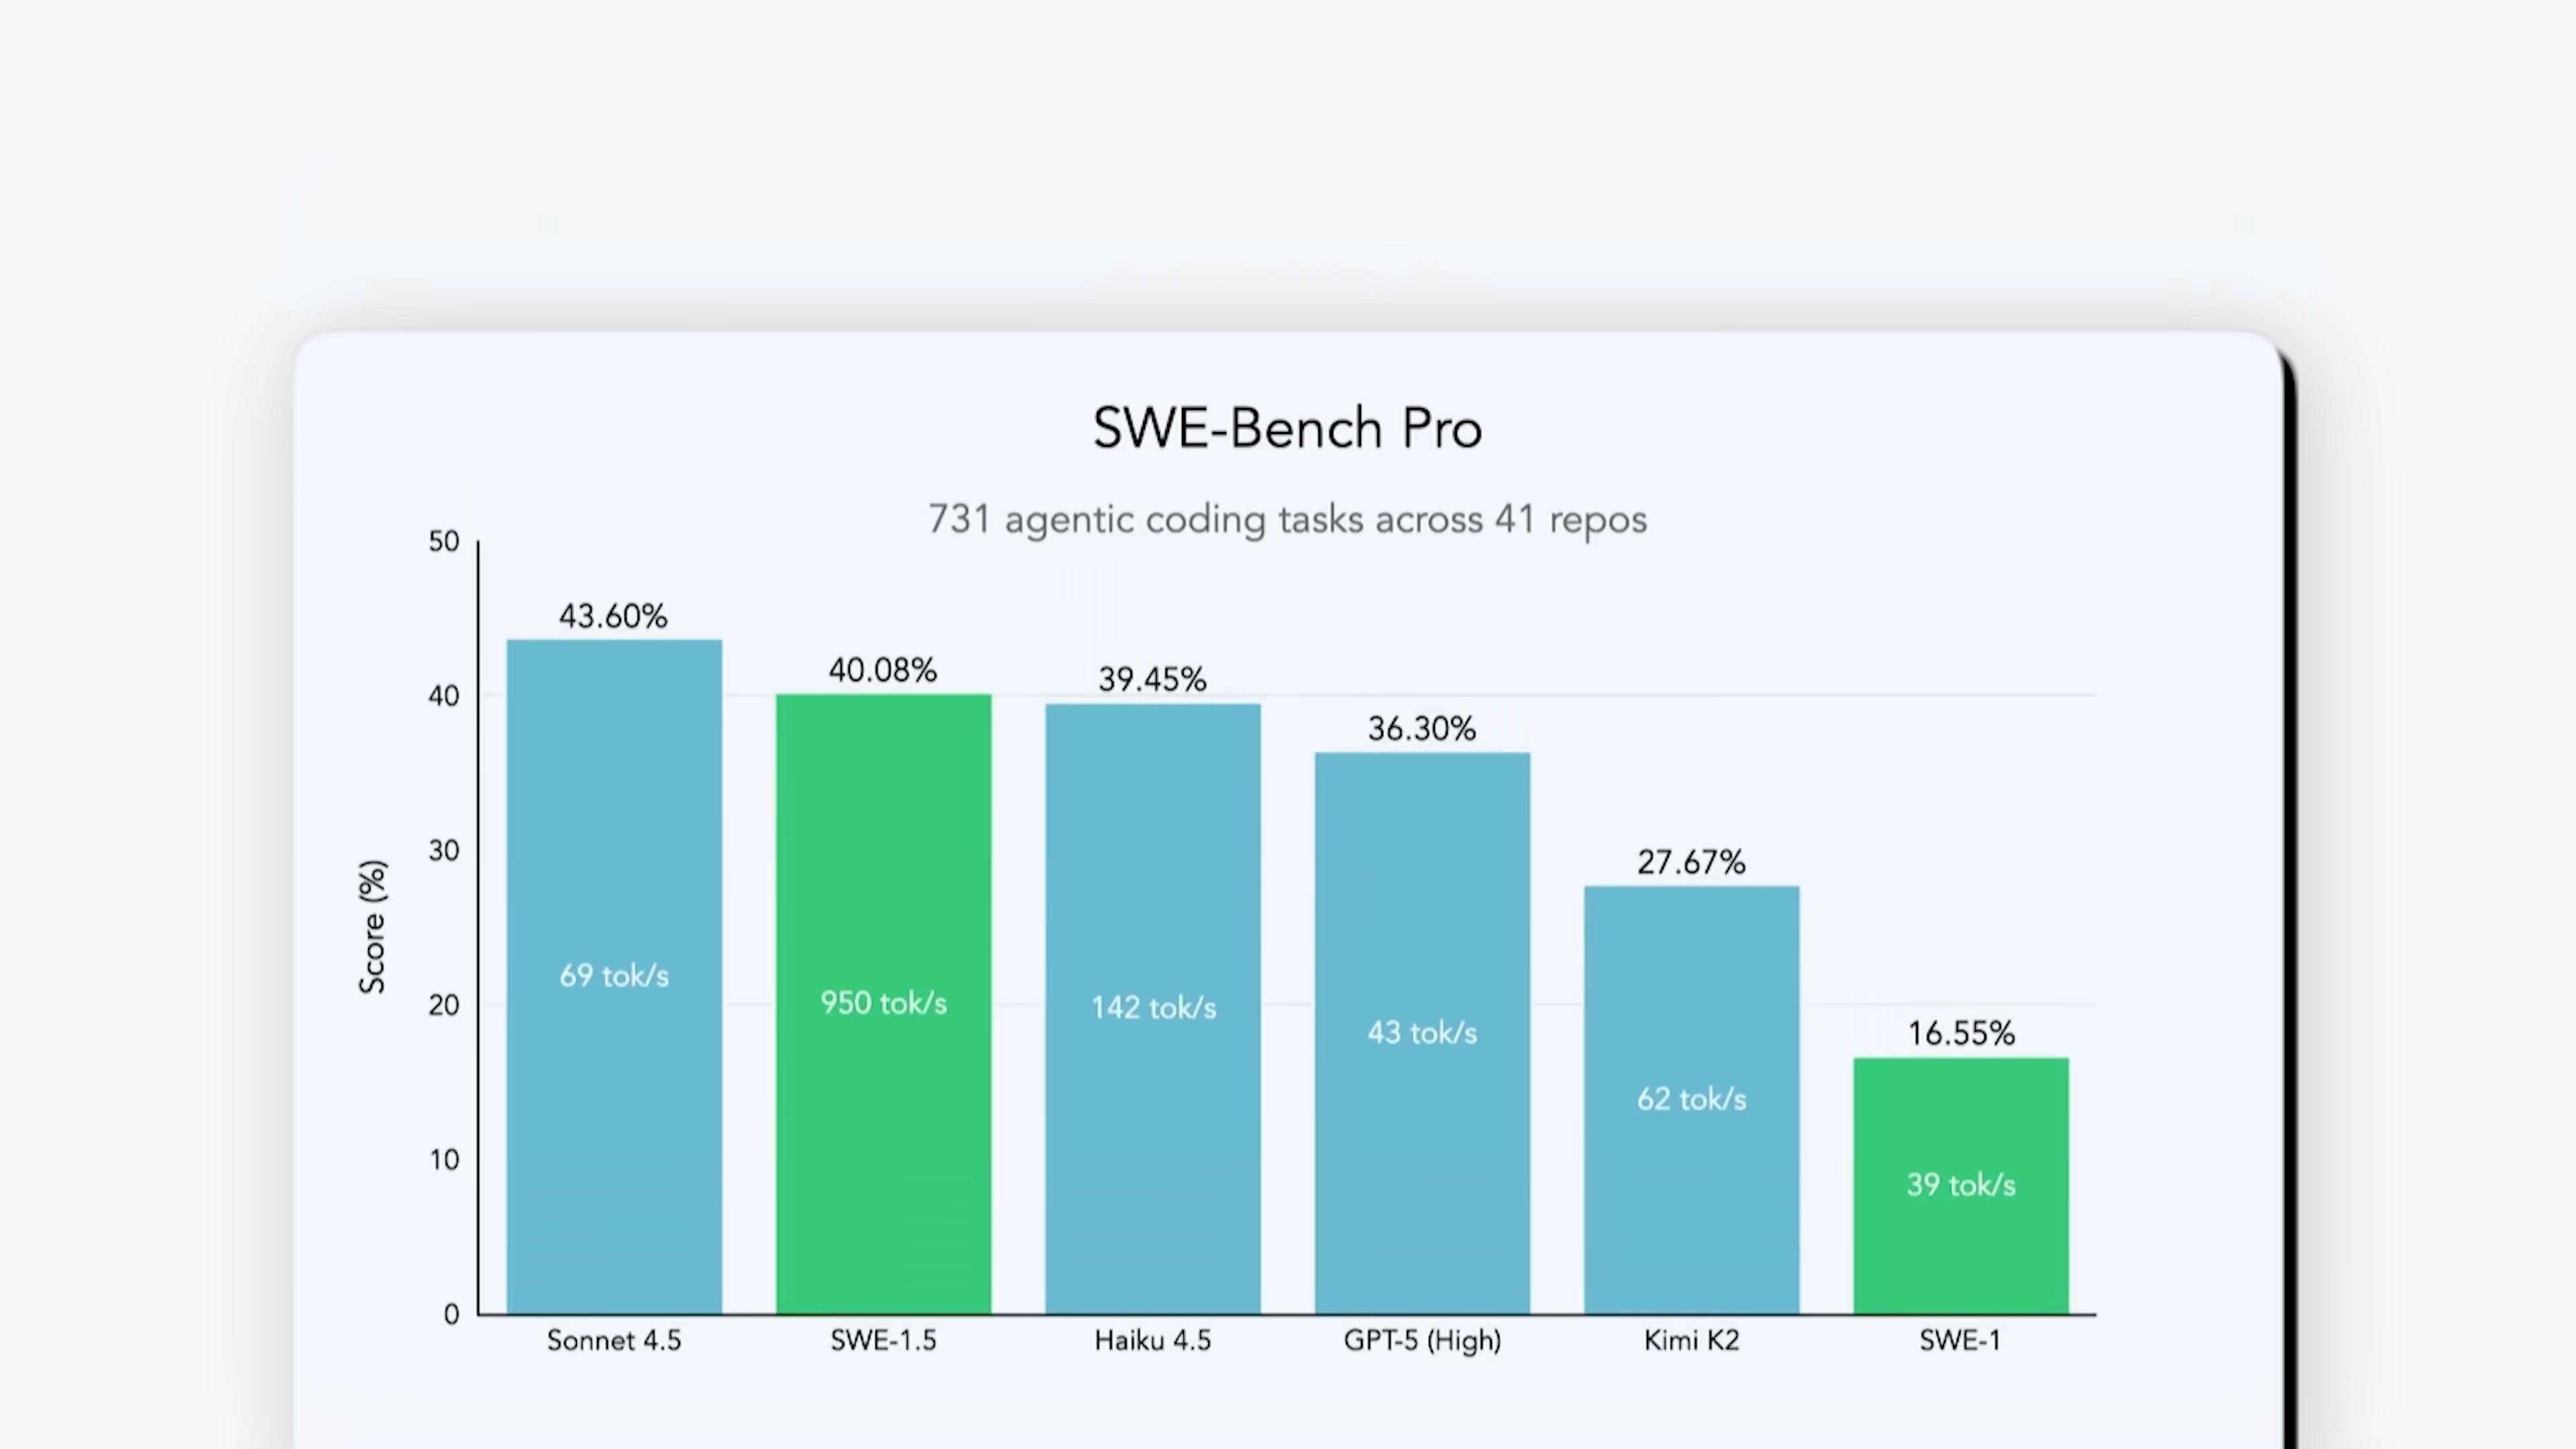 SWE-Bench Pro
731 agentic coding tasks across 41 repos
Score (%)
50
40
30
20
10
0
43.60%
40.08%
39.45%
36.30%
27.67%
16.55%
69 tok/s
950 tok/s
142 tok/s
43 tok/s
62 tok/s
39 tok/s
Sonnet 4.5
SWE-1.5
Haiku 4.5
GPT-5 (High)
Kimi K2
SWE-1